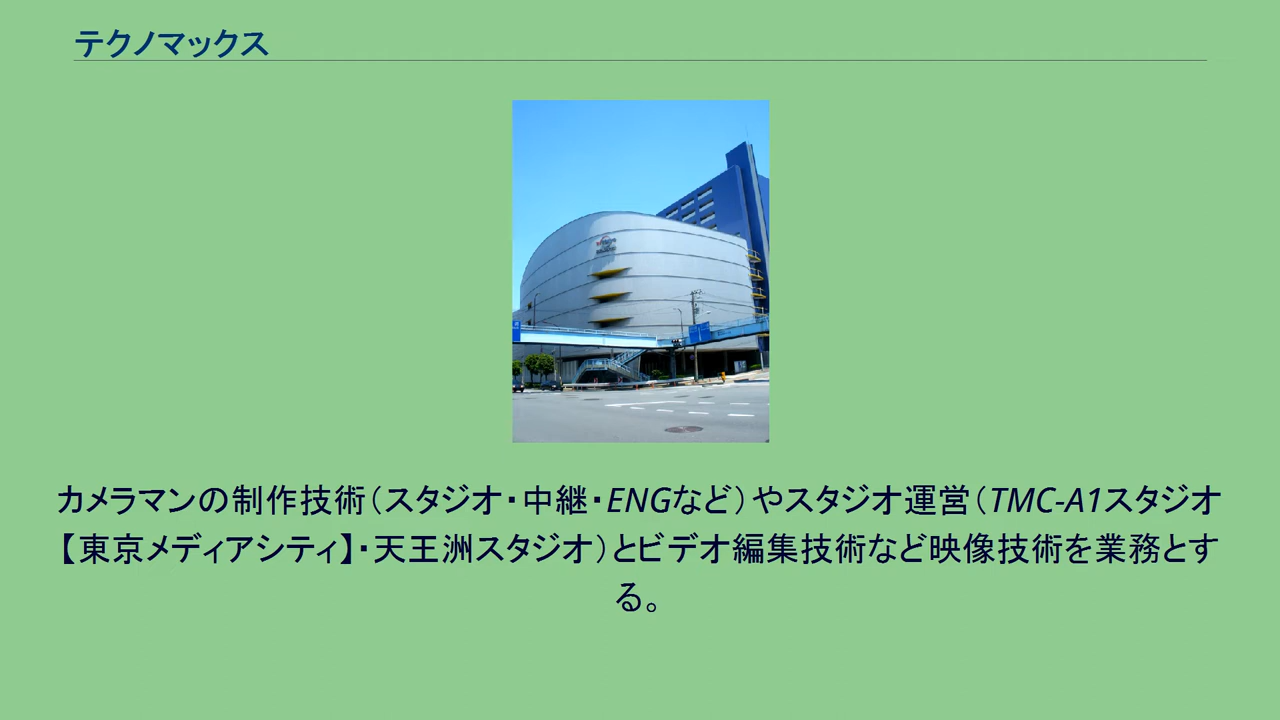 テクノマックス
カメラマンの制作技術(スタジオ・中継・ENGなど)やスタジオ運営(TMC-A1スタジオ
【東京メディアシティ】・天王洲スタジオ)とビデオ編集技術など映像技術を業務とす
る。